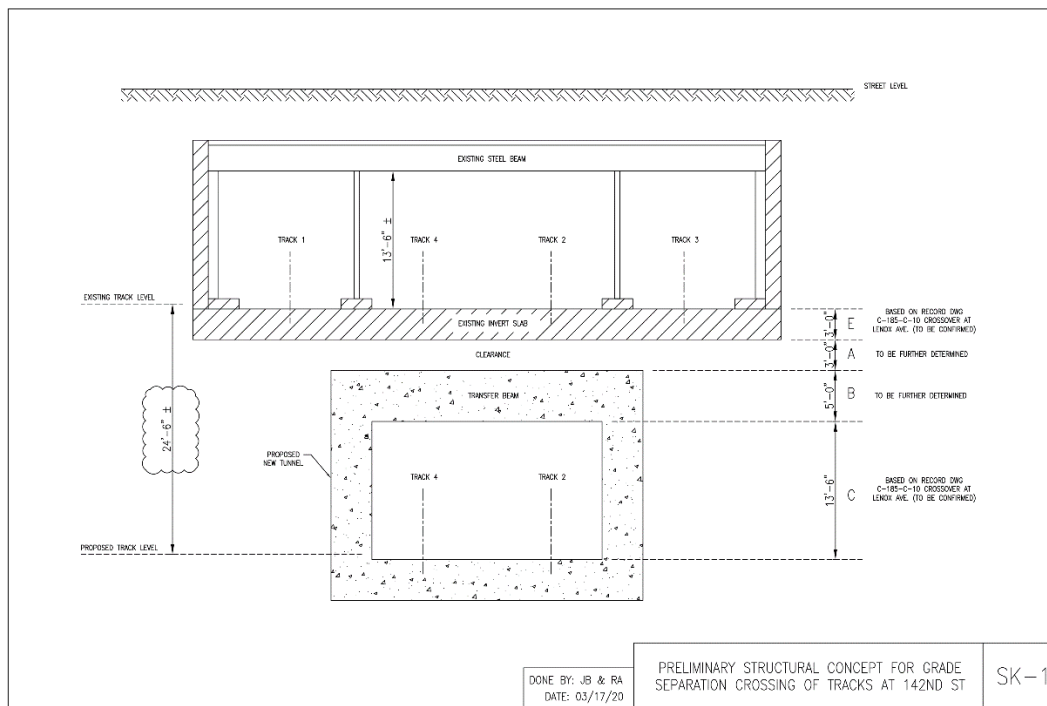 STREET LEVEL
EXISTING STEEL BEAM
13'-6" ±
TRACK 1
TRACK 4
TRACK 2
TRACK 3
EXISTING TRACK LEVEL
EXISTING INVERT SLAB
3'-0"
E
BASED ON RECORD DWG
C-185-C-10 CROSSOVER AT
LENOX AVE. (TO BE CONFIRMED)
CLEARANCE
3'-0"
A
TO BE FURTHER DETERMINED
TRANSFER BEAM
5'-0"
B
TO BE FURTHER DETERMINED
24'-6" ±
PROPOSED
NEW TUNNEL
TRACK 4
TRACK 2
13'-6"
C
BASED ON RECORD DWG
C-185-C-10 CROSSOVER AT
LENOX AVE. (TO BE CONFIRMED)
PROPOSED TRACK LEVEL
DONE BY: JB & RA
DATE: 03/17/20
PRELIMINARY STRUCTURAL CONCEPT FOR GRADE
SEPARATION CROSSING OF TRACKS AT 142ND ST
SK-1